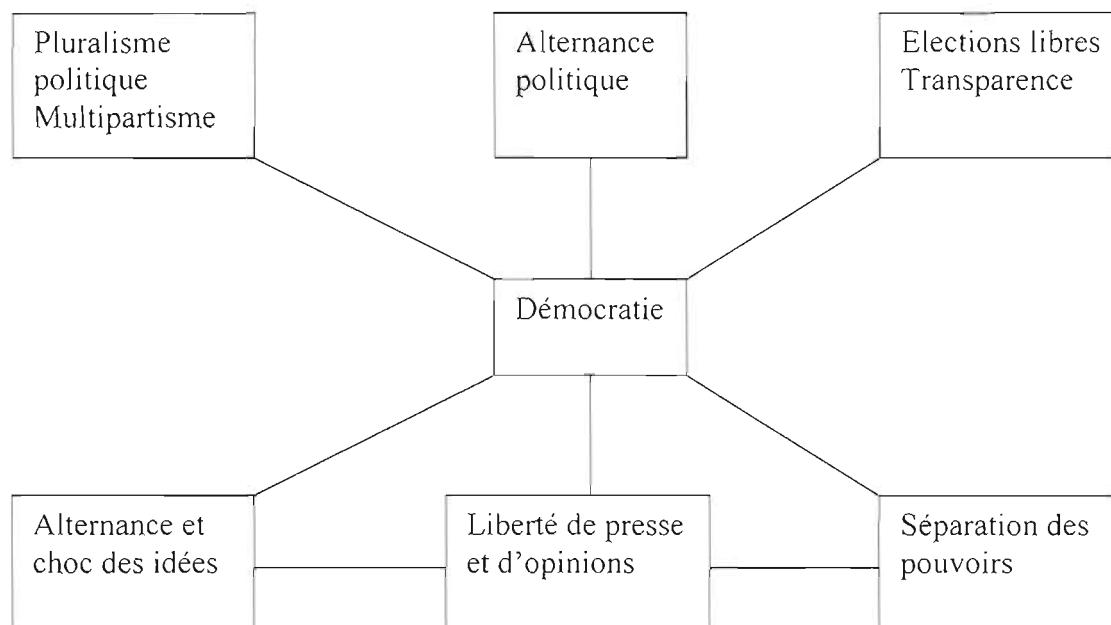 Pluralisme
politique
Multipartisme
Alternance
politique
Elections libres
Transparence
Démocratie
Alternance et
choc des idées
Liberté de presse
et d'opinions
Séparation des
pouvoirs